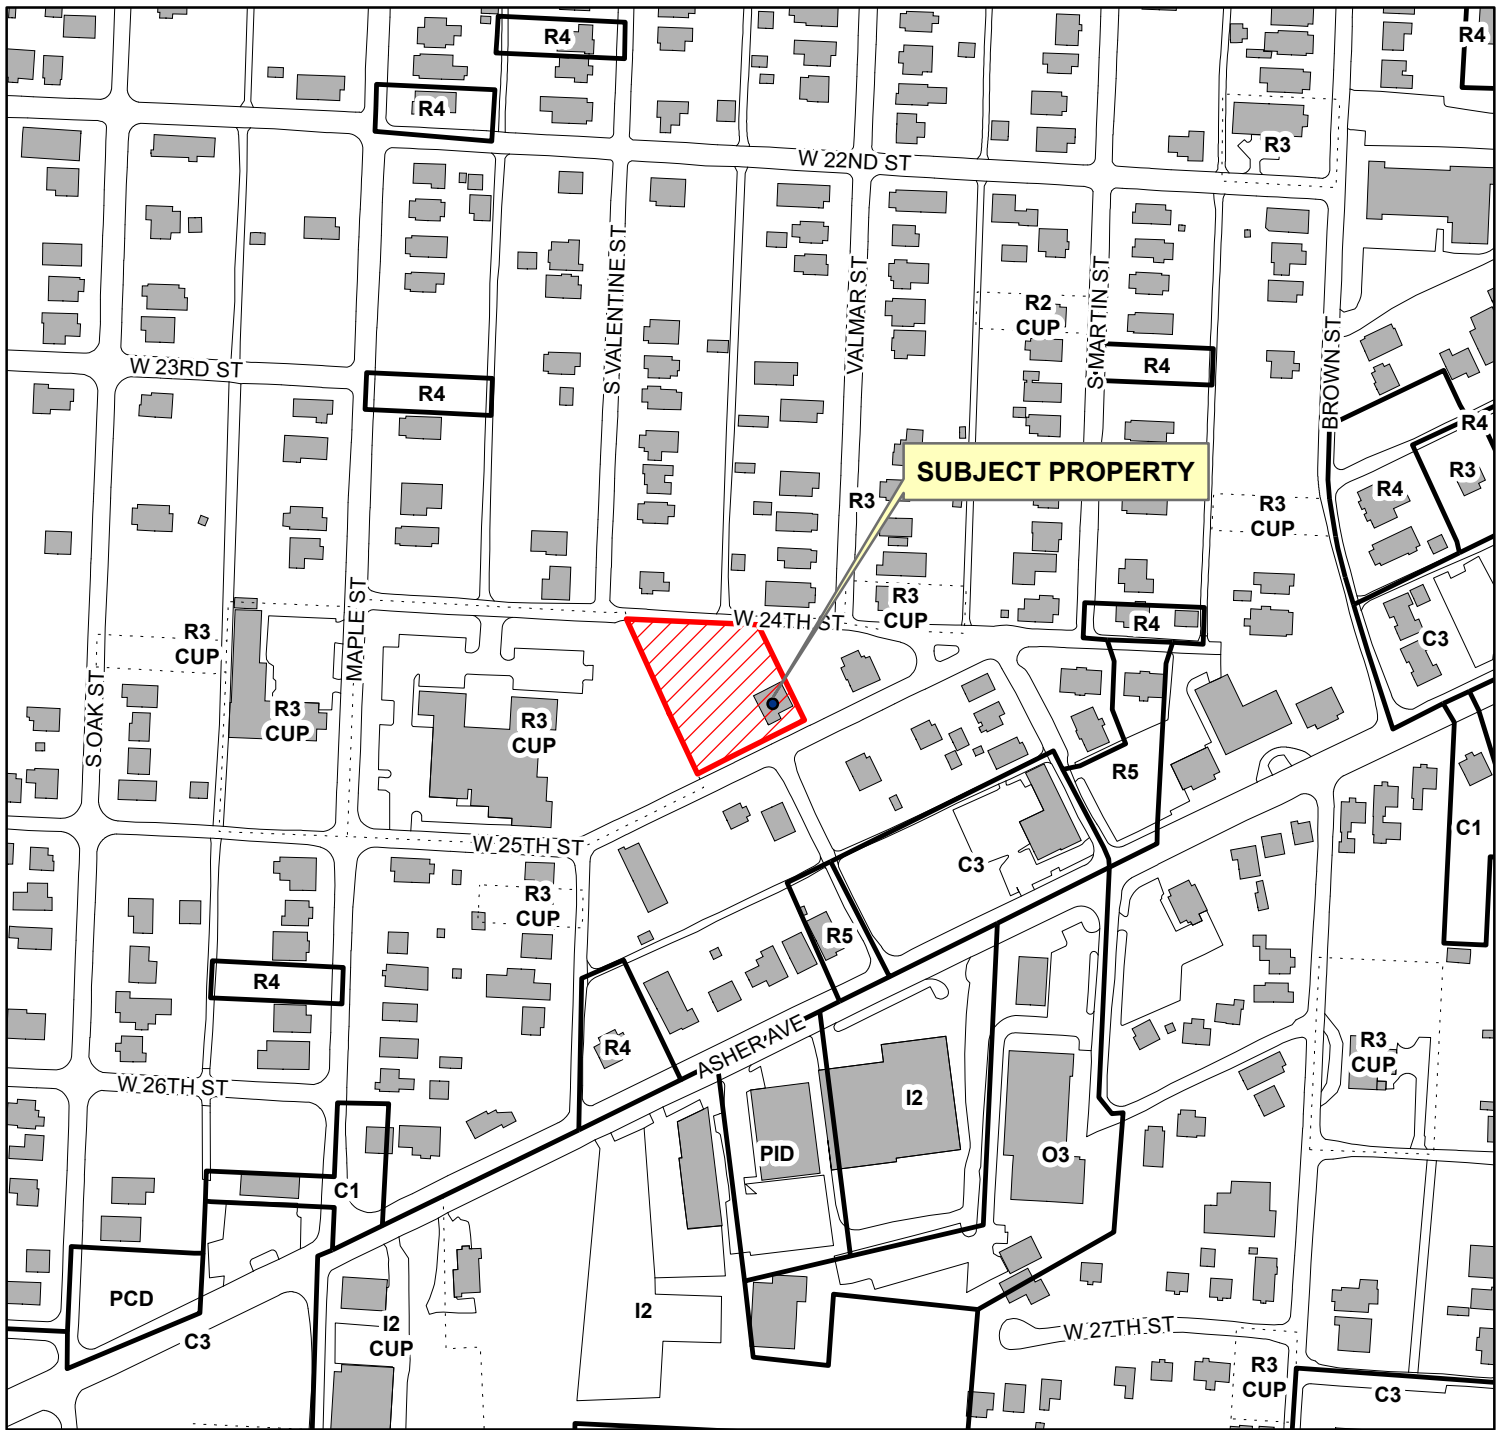 R4
R4
R4
W 22ND ST
R3
S VALENTINE ST
VALMAR ST
S MARTIN ST
BROWN ST
R2
CUP
W 23RD ST
R4
R4
R4
R3
R4
SUBJECT PROPERTY
R3
R3
CUP
MAPLE ST
R3
CUP
W 24TH ST
R4
R3
CUP
C3
S OAK ST
R3
CUP
R3
CUP
R5
C1
W 25TH ST
C3
R3
CUP
R5
R4
R4
ASHER AVE
R3
CUP
W 26TH ST
I2
PID
O3
C1
PCD
I2
I2
CUP
C3
W 27TH ST
R3
CUP
C3